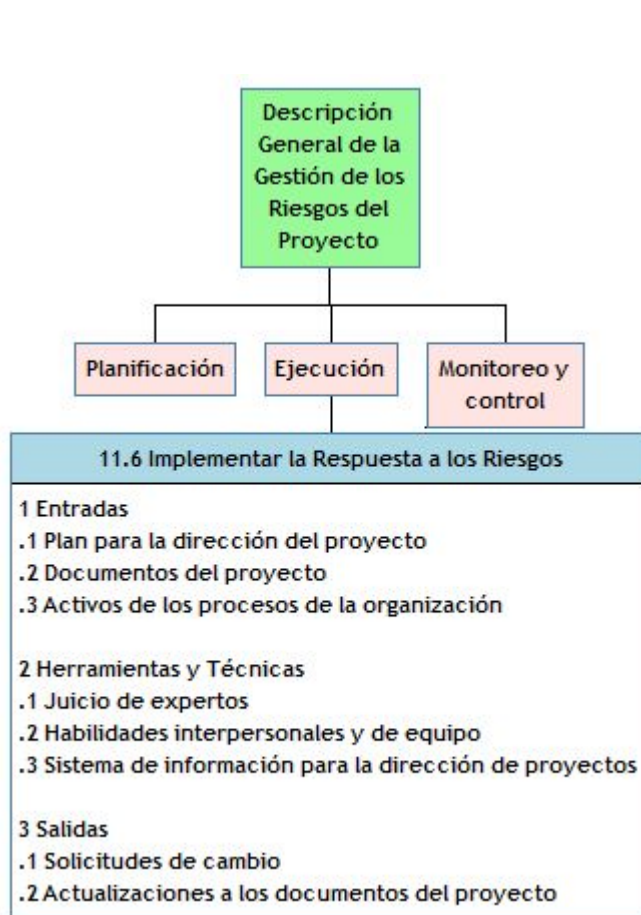 Descripción
General de la
Gestión de los
Riesgos del
Proyecto
Planificación
Ejecución
Monitoreo y
control
11.6 Implementar la Respuesta a los Riesgos
1 Entradas
.1 Plan para la dirección del proyecto
.2 Documentos del proyecto
.3 Activos de los procesos de la organización
2 Herramientas y Técnicas
.1 Juicio de expertos
.2 Habilidades interpersonales y de equipo
.3 Sistema de información para la dirección de proyectos
3 Salidas
.1 Solicitudes de cambio
.2 Actualizaciones a los documentos del proyecto